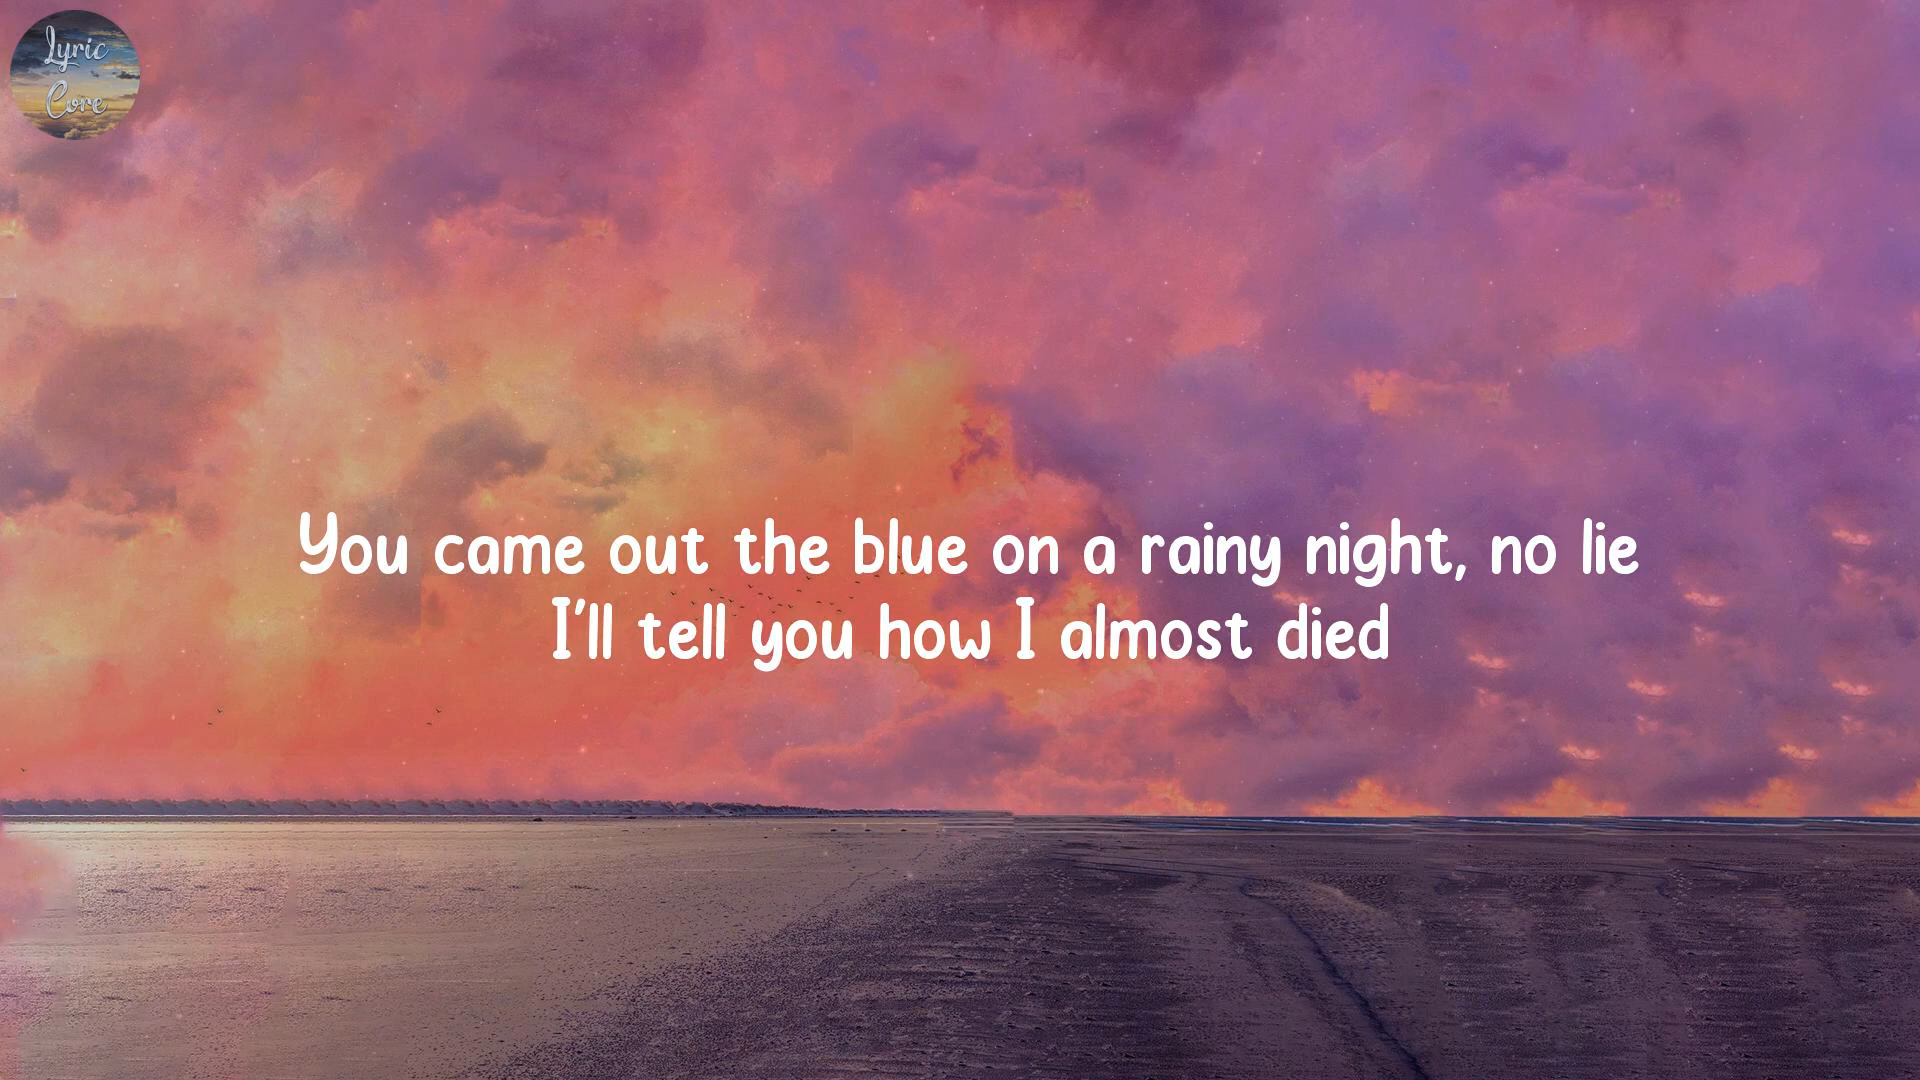 Lyric
Core
You came out the blue on a rainy night, no lie
I'll tell you how I almost died